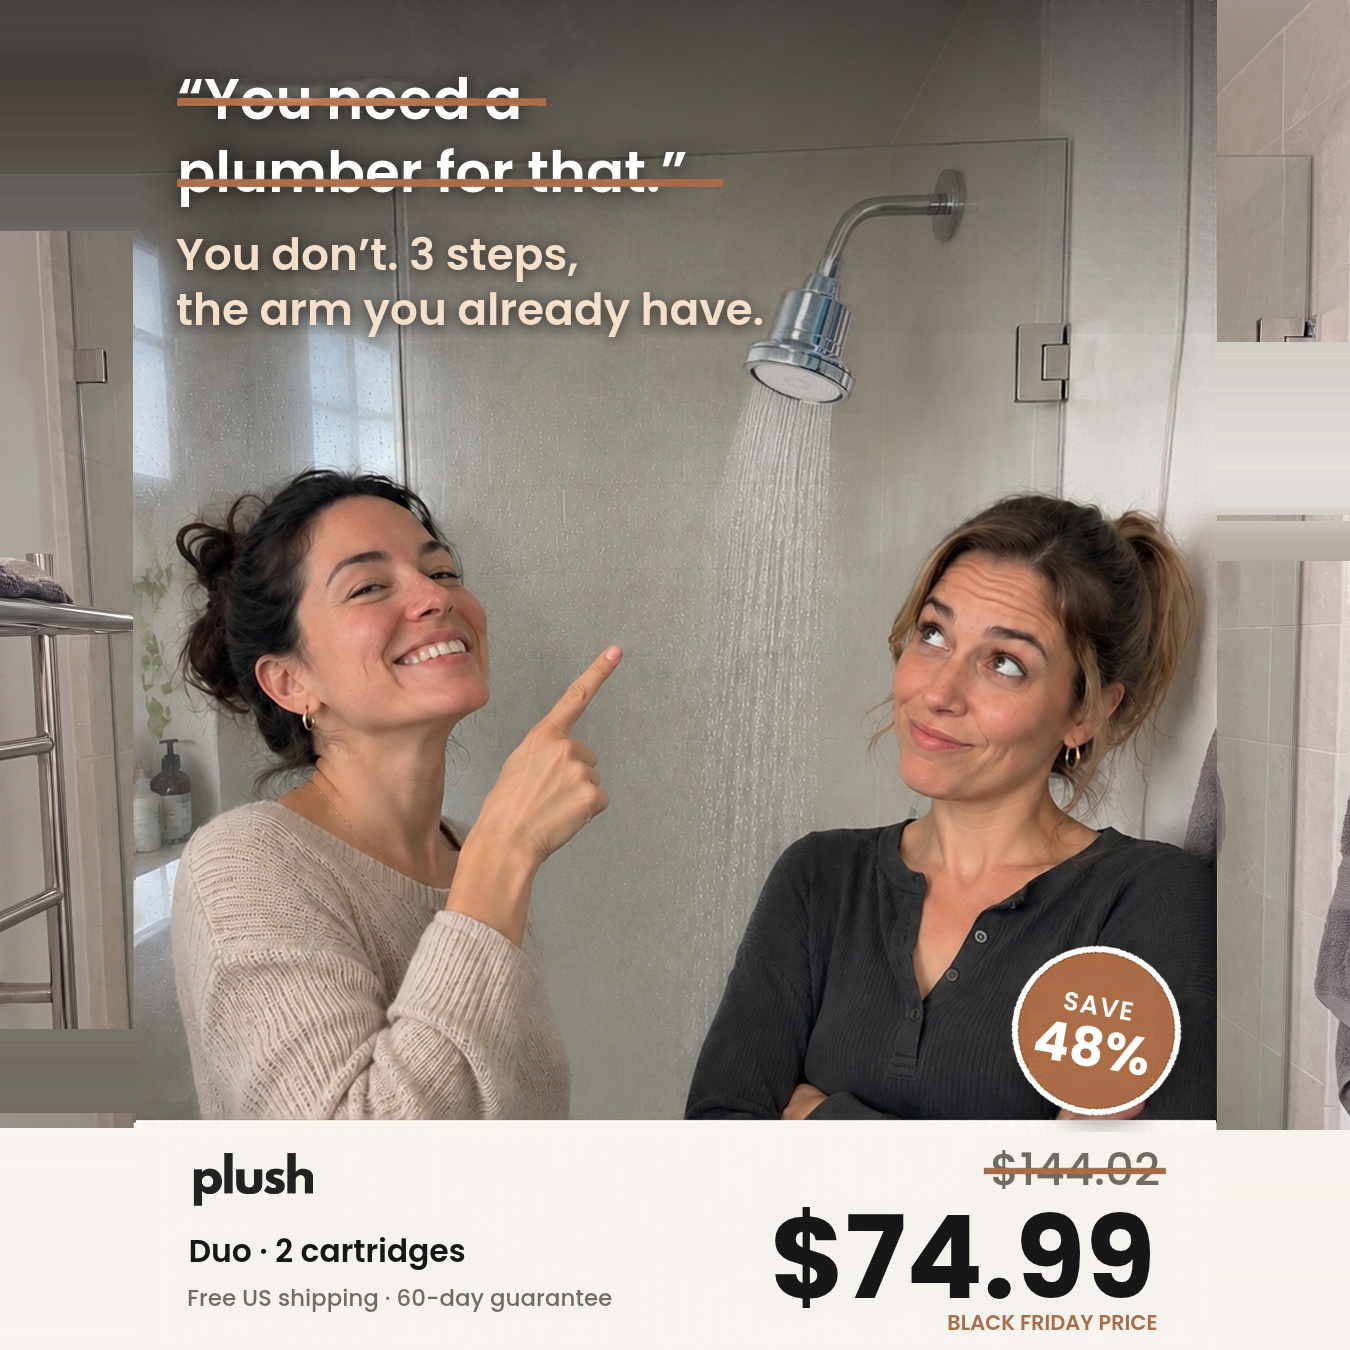 “You need a
plumber for that.”
You don’t. 3 steps,
the arm you already have.
SAVE
48%
plush
Duo · 2 cartridges
Free US shipping · 60-day guarantee
$144.02
$74.99
BLACK FRIDAY PRICE